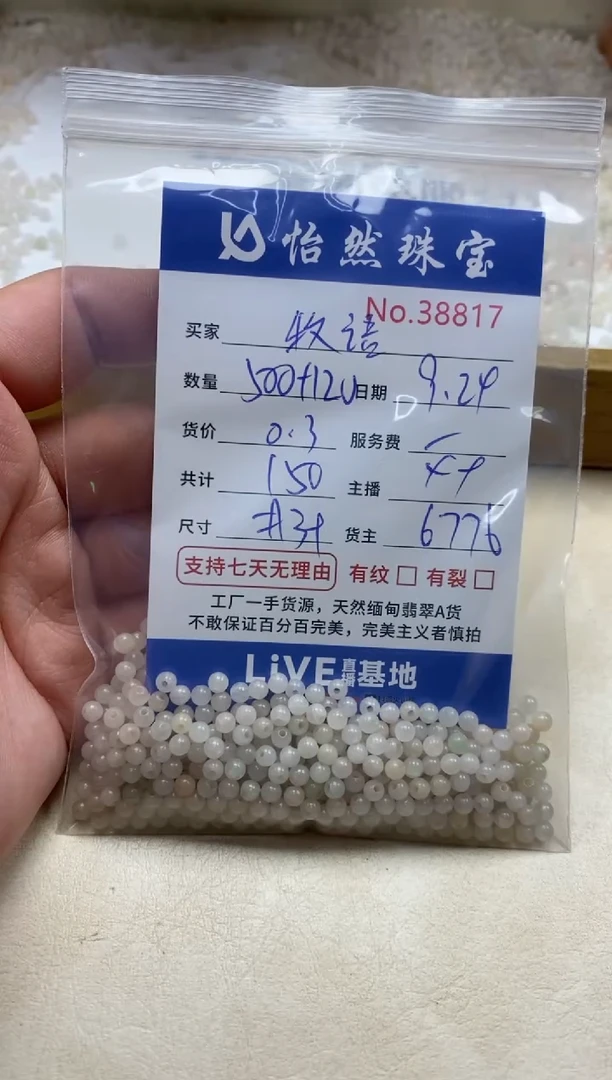 怡然珠宝
No.38817
买家 牧语
数量 500+120 日期 9.24
货价 0.3 服务费
共计 150 主播
尺寸 货主 6776
支持七天无理由 有纹 □ 有裂 □
工厂一手货源，天然缅甸翡翠A货
不敢保证百分百完美，完美主义者慎拍
LiVE直播基地